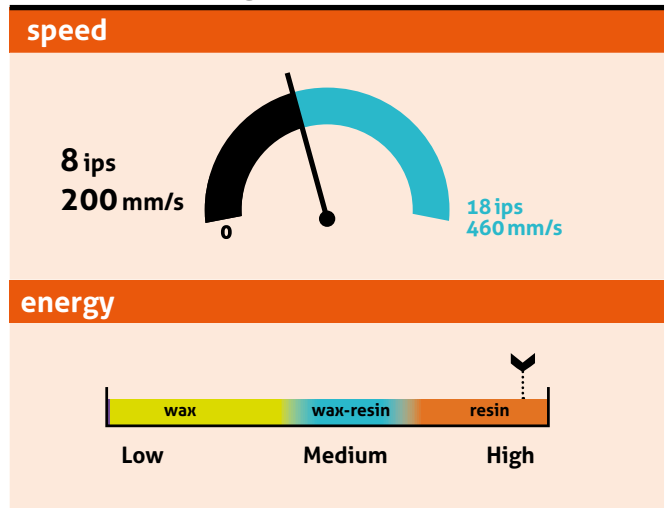 speed
8 ips
200 mm/s
0
18 ips
460 mm/s
energy
wax wax-resin resin
Low Medium High